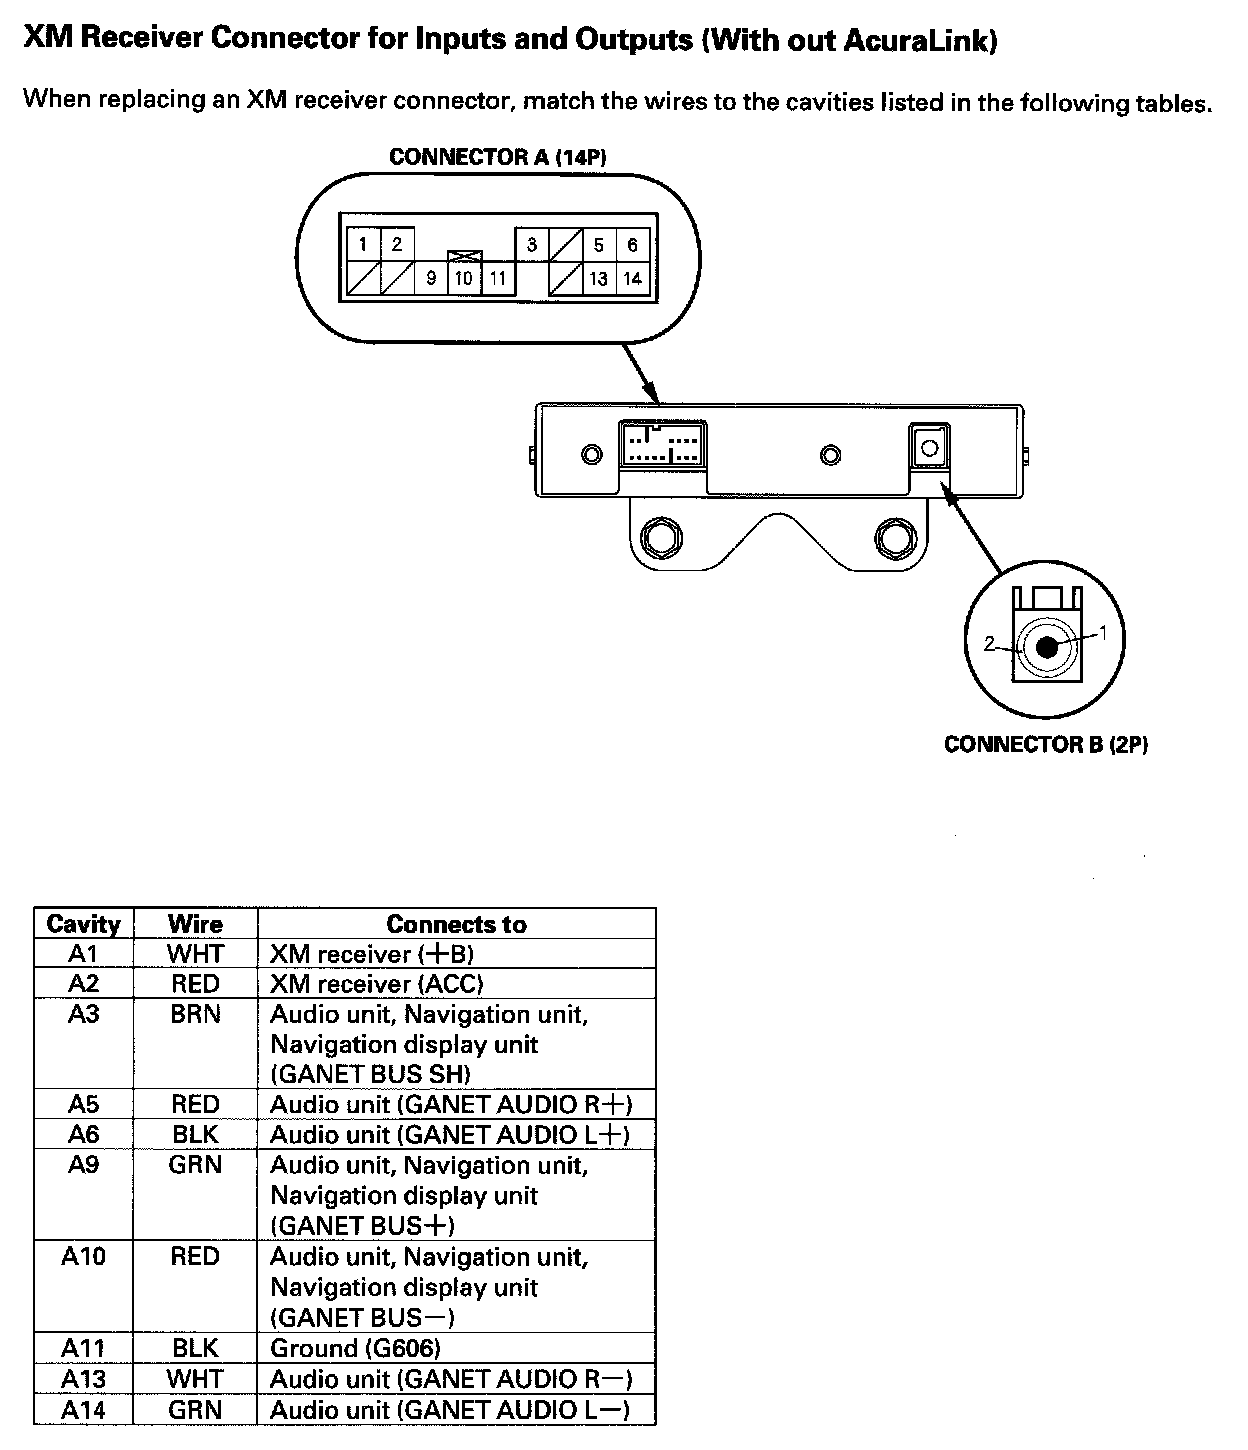 XM Receiver Connector for Inputs and Outputs (With out AcuraLink)
When replacing an XM receiver connector, match the wires to the cavities listed in the following tables.
CONNECTOR A (14P)
1 2 3 5 6
9 10 11 13 14
2 1
CONNECTOR B (2P)
Cavity Wire Connects to
A1 WHT XM receiver (+B)
A2 RED XM receiver (ACC)
A3 BRN Audio unit, Navigation unit,
Navigation display unit
(GANET BUS SH)
A5 RED Audio unit (GANET AUDIO R+)
A6 BLK Audio unit (GANET AUDIO L+)
A9 GRN Audio unit, Navigation unit,
Navigation display unit
(GANET BUS+)
A10 RED Audio unit, Navigation unit,
Navigation display unit
(GANET BUS−)
A11 BLK Ground (G606)
A13 WHT Audio unit (GANET AUDIO R−)
A14 GRN Audio unit (GANET AUDIO L−)